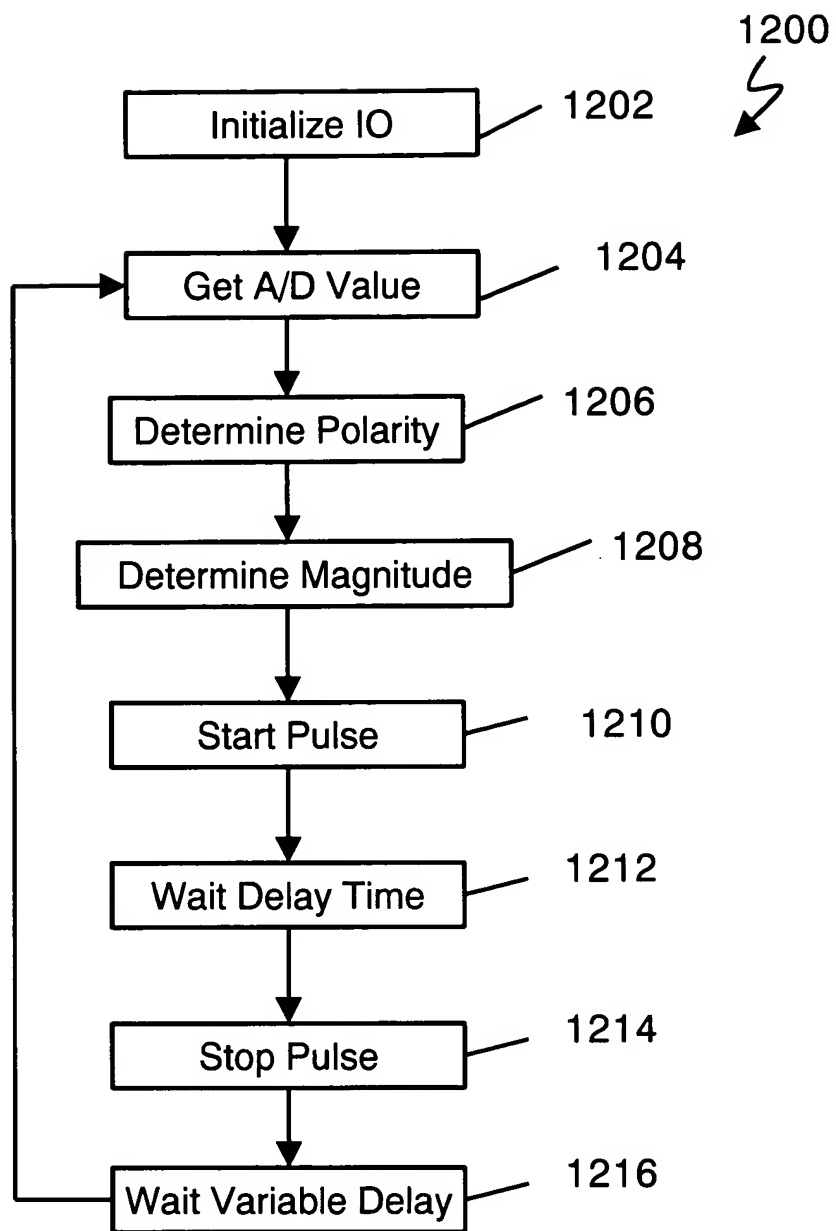 1200
Initialize IO
1202
Get A/D Value
1204
Determine Polarity
1206
Determine Magnitude
1208
Start Pulse
1210
Wait Delay Time
1212
Stop Pulse
1214
Wait Variable Delay
1216